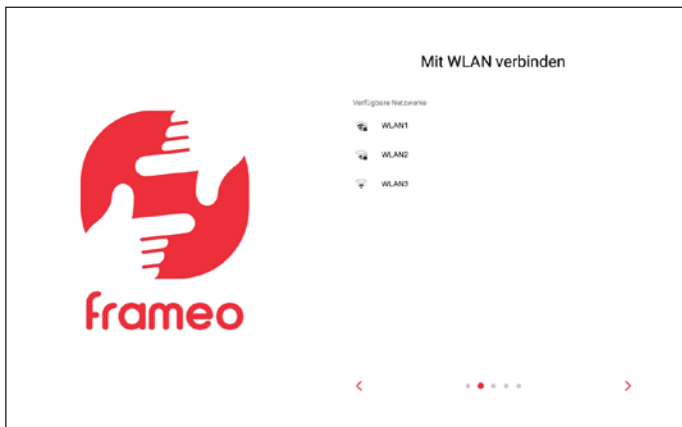 Mit WLAN verbinden
Verfügbare Netzwerke
WLAN1
WLAN2
WLAN3
frameo